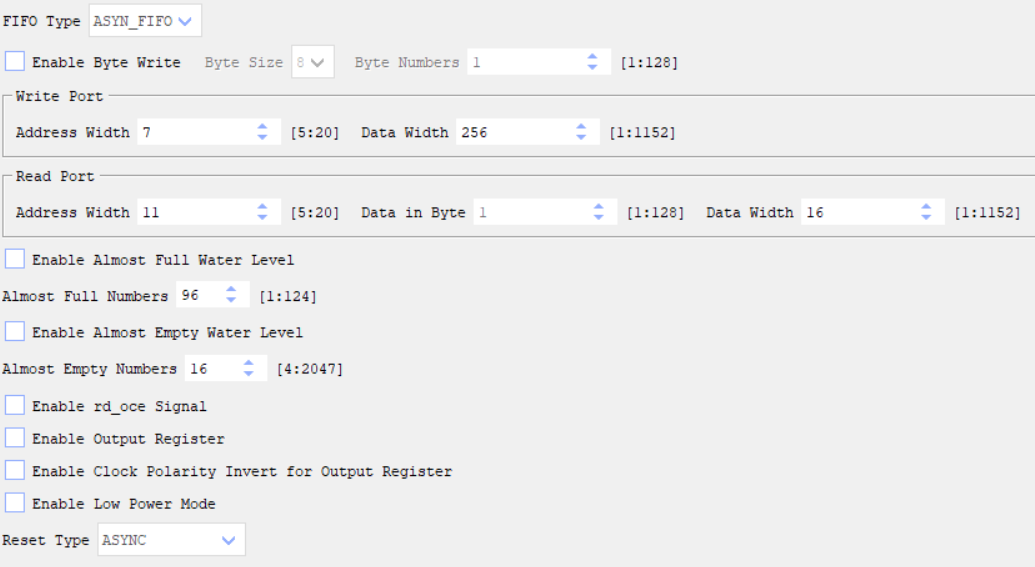 FIFO Type ASYN_FIFO
Enable Byte Write Byte Size 8 Byte Numbers 1 [1:128]
Write Port
Address Width 7 [5:20] Data Width 256 [1:1152]
Read Port
Address Width 11 [5:20] Data in Byte 1 [1:128] Data Width 16 [1:1152]
Enable Almost Full Water Level
Almost Full Numbers 96 [1:124]
Enable Almost Empty Water Level
Almost Empty Numbers 16 [4:2047]
Enable rd_oce Signal
Enable Output Register
Enable Clock Polarity Invert for Output Register
Enable Low Power Mode
Reset Type ASYNC